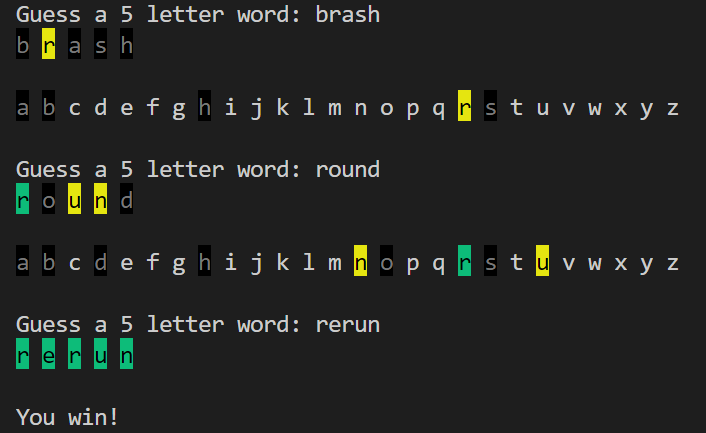 Guess a 5 letter word: brash
b r a s h
a b c d e f g h i j k l m n o p q r s t u v w x y z
Guess a 5 letter word: round
r o u n d
a b c d e f g h i j k l m n o p q r s t u v w x y z
Guess a 5 letter word: rerun
r e r u n
You win!